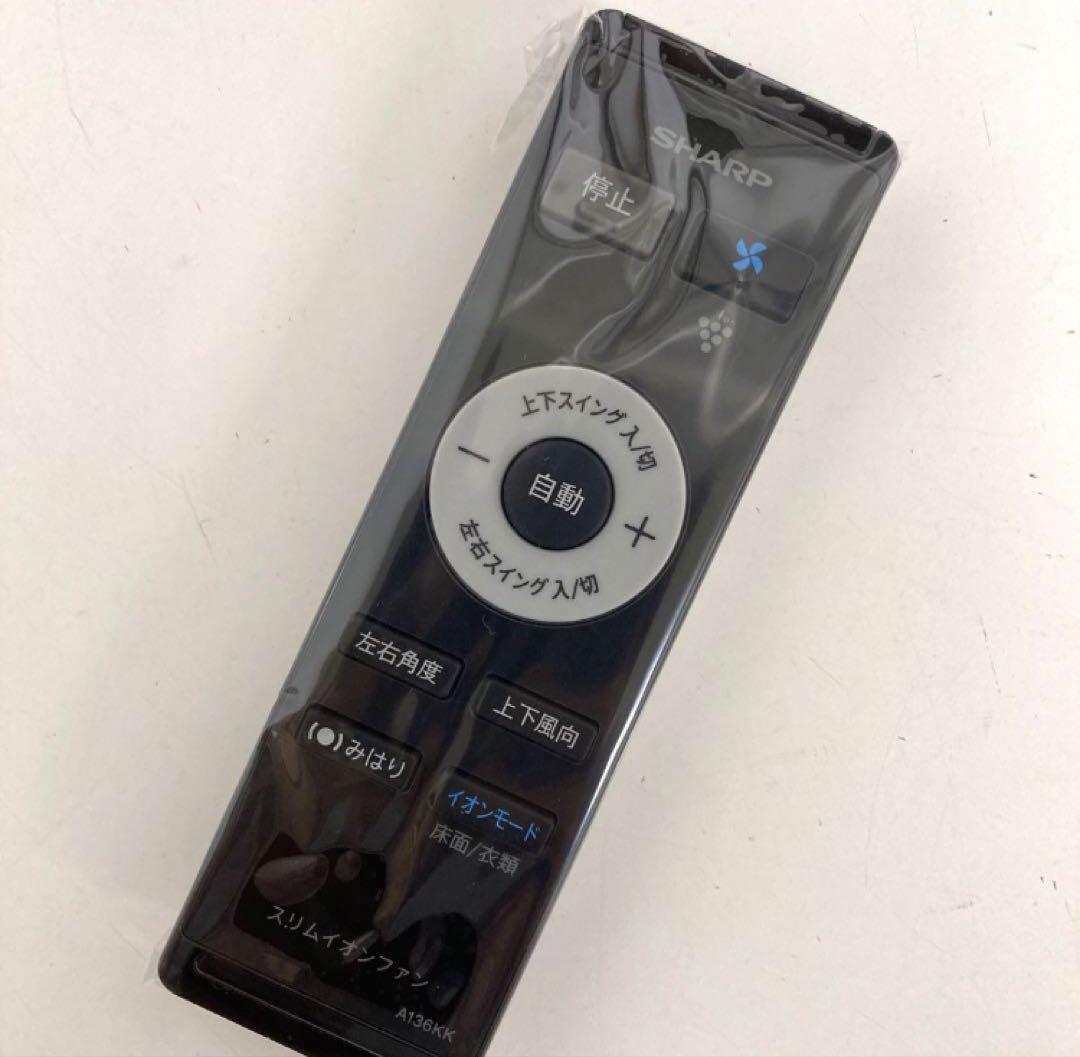 SHARP
停止
上下スイング 入/切
−
自動
+
左右スイング 入/切
左右角度
上下風向
みはり
イオンモード
床面/衣類
スリムイオンファン
A136KK